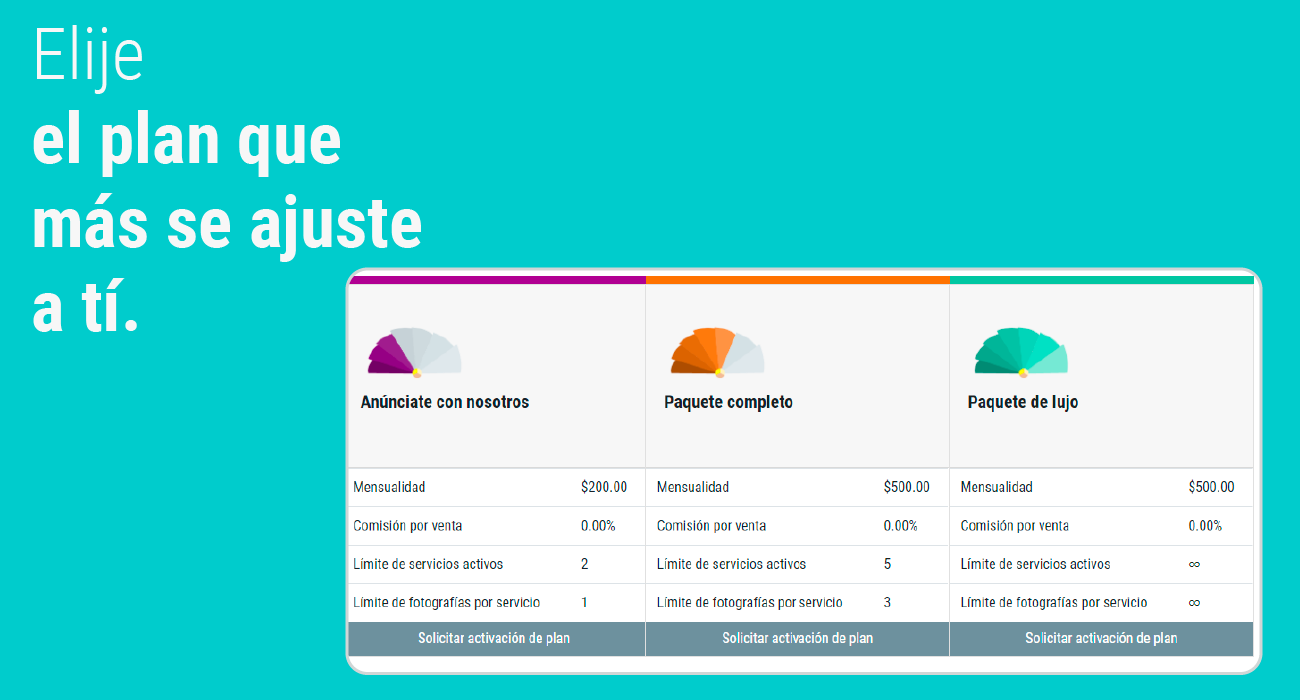 Elije
el plan que
más se ajuste
a tí.
Anúnciate con nosotros
Paquete completo
Paquete de lujo
Mensualidad $200.00 Mensualidad $500.00 Mensualidad $500.00
Comisión por venta 0.00% Comisión por venta 0.00% Comisión por venta 0.00%
Límite de servicios activos 2 Límite de servicios activos 5 Límite de servicios activos ∞
Límite de fotografías por servicio 1 Límite de fotografías por servicio 3 Límite de fotografías por servicio ∞
Solicitar activación de plan Solicitar activación de plan Solicitar activación de plan